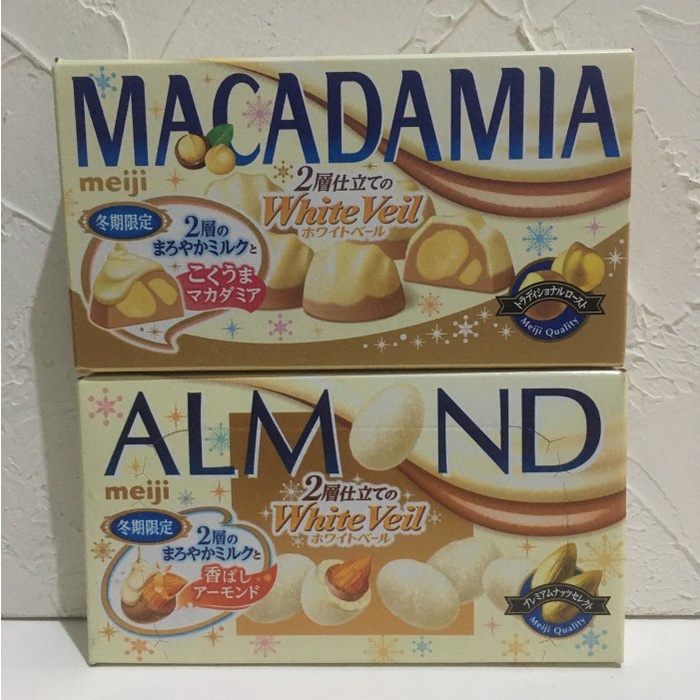 MACADAMIA
meiji
2層仕立ての
White Veil
ホワイトベール
冬期限定
2層の
まろやかミルクと
こくうま
マカダミア
トラディショナルロースト
Meiji Quality
ALMOND
meiji
2層仕立ての
White Veil
ホワイトベール
冬期限定
2層の
まろやかミルクと
香ばし
アーモンド
プレミアムナッツセレクト
Meiji Quality